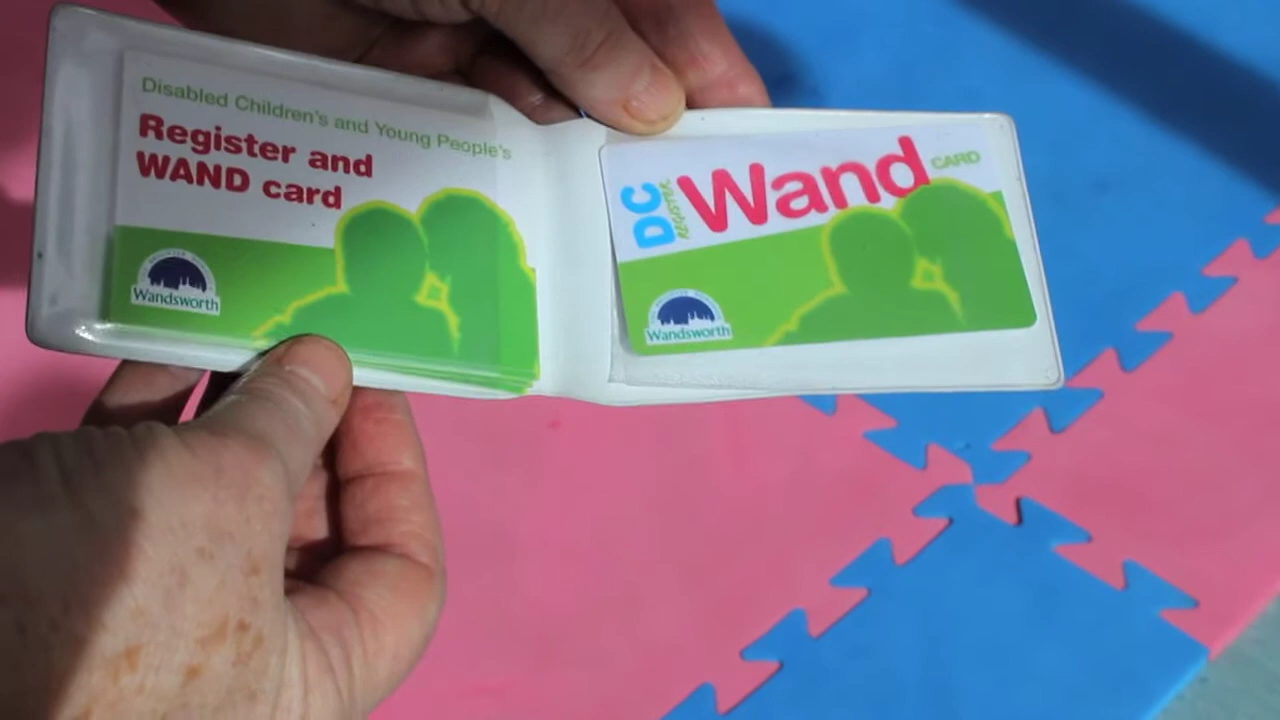 Disabled Children's and Young People's
Register and
WAND card
Wandsworth
DC
REGISTER
Wand
CARD
Wandsworth